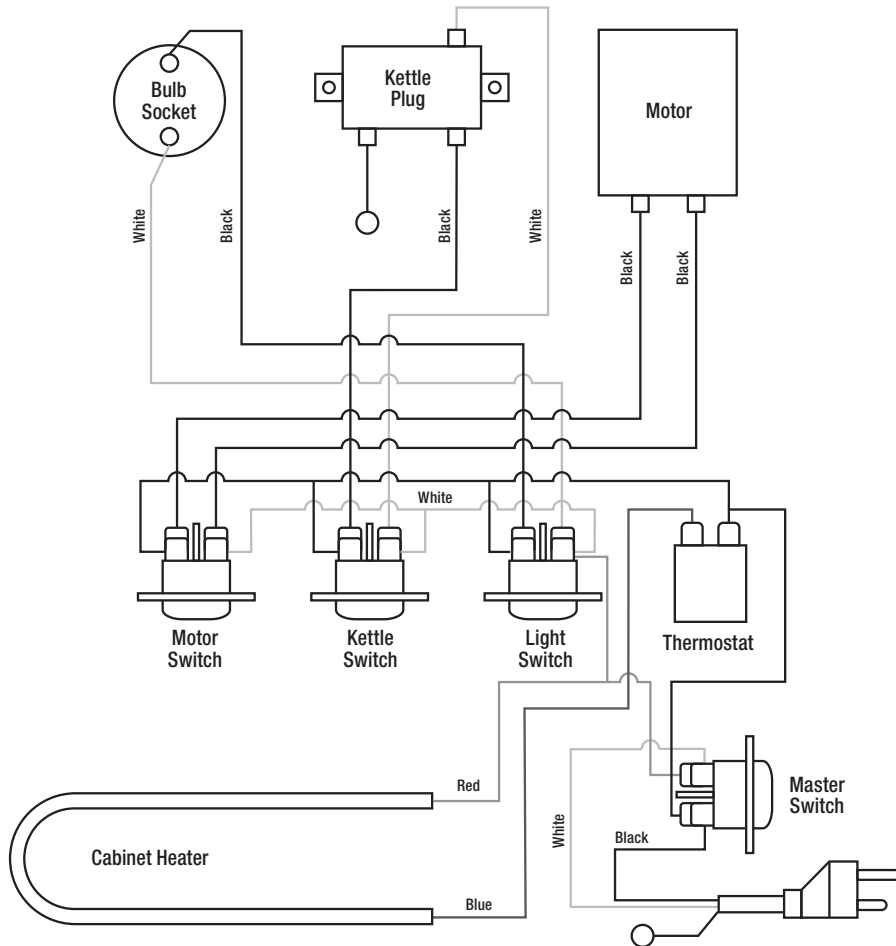 Bulb
Socket
Kettle
Plug
Motor
White
Black
Black
White
Black
Black
White
Motor
Switch
Kettle
Switch
Light
Switch
Thermostat
Red
Master
Switch
White
Black
Cabinet Heater
Blue